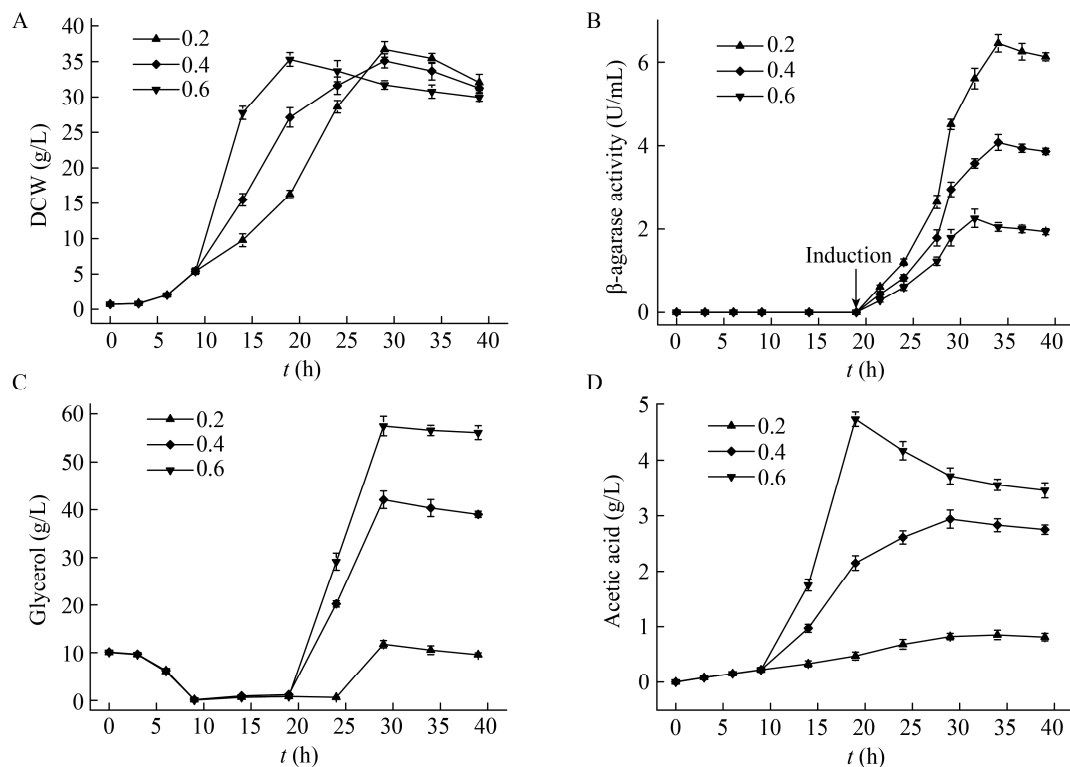 A
0.2
0.4
0.6
DCW (g/L)
40
35
30
25
20
15
10
5
0
0 5 10 15 20 25 30 35 40
t (h)
B
0.2
0.4
0.6
Induction
β-agarase activity (U/mL)
6
4
2
0
0 5 10 15 20 25 30 35 40
t (h)
C
0.2
0.4
0.6
Glycerol (g/L)
60
50
40
30
20
10
0
0 5 10 15 20 25 30 35 40
t (h)
D
0.2
0.4
0.6
Acetic acid (g/L)
5
4
3
2
1
0
0 5 10 15 20 25 30 35 40
t (h)